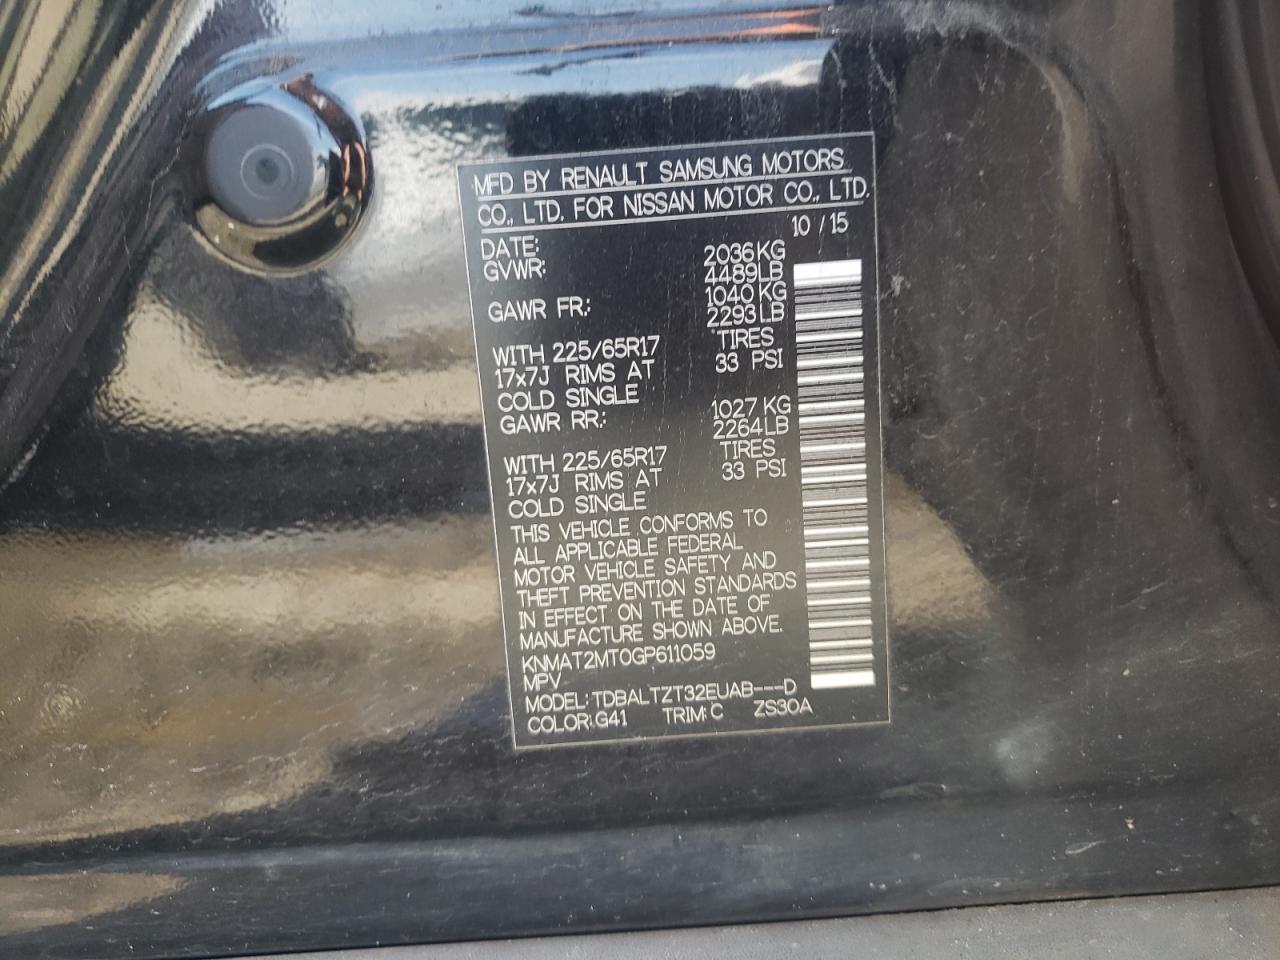 MFD BY RENAULT SAMSUNG MOTORS
CO., LTD. FOR NISSAN MOTOR CO., LTD.
DATE: 10 / 15
GVWR: 2036 KG
4489 LB
GAWR FR.: 1040 KG
2293 LB
WITH 225/65R17 TIRES
17x7J RIMS AT 33 PSI
COLD SINGLE
GAWR RR.: 1027 KG
2264 LB
WITH 225/65R17 TIRES
17x7J RIMS AT 33 PSI
COLD SINGLE
THIS VEHICLE CONFORMS TO
ALL APPLICABLE FEDERAL
MOTOR VEHICLE SAFETY AND
THEFT PREVENTION STANDARDS
IN EFFECT ON THE DATE OF
MANUFACTURE SHOWN ABOVE.
KNMAT2MT0GP611059
MPV
MODEL: TDBALTZT32EUAB---D
COLOR: G41 TRIM: C ZS30A